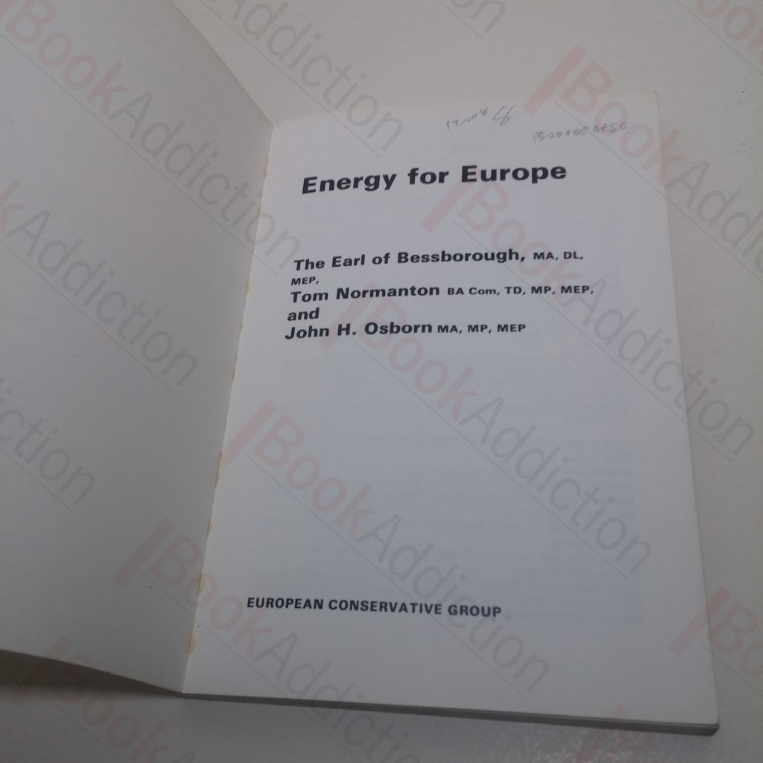 Energy for Europe
The Earl of Bessborough, MA, DL,
MEP,
Tom Normanton BA Com, TD, MP, MEP,
and
John H. Osborn MA, MP, MEP
EUROPEAN CONSERVATIVE GROUP
BookAddiction